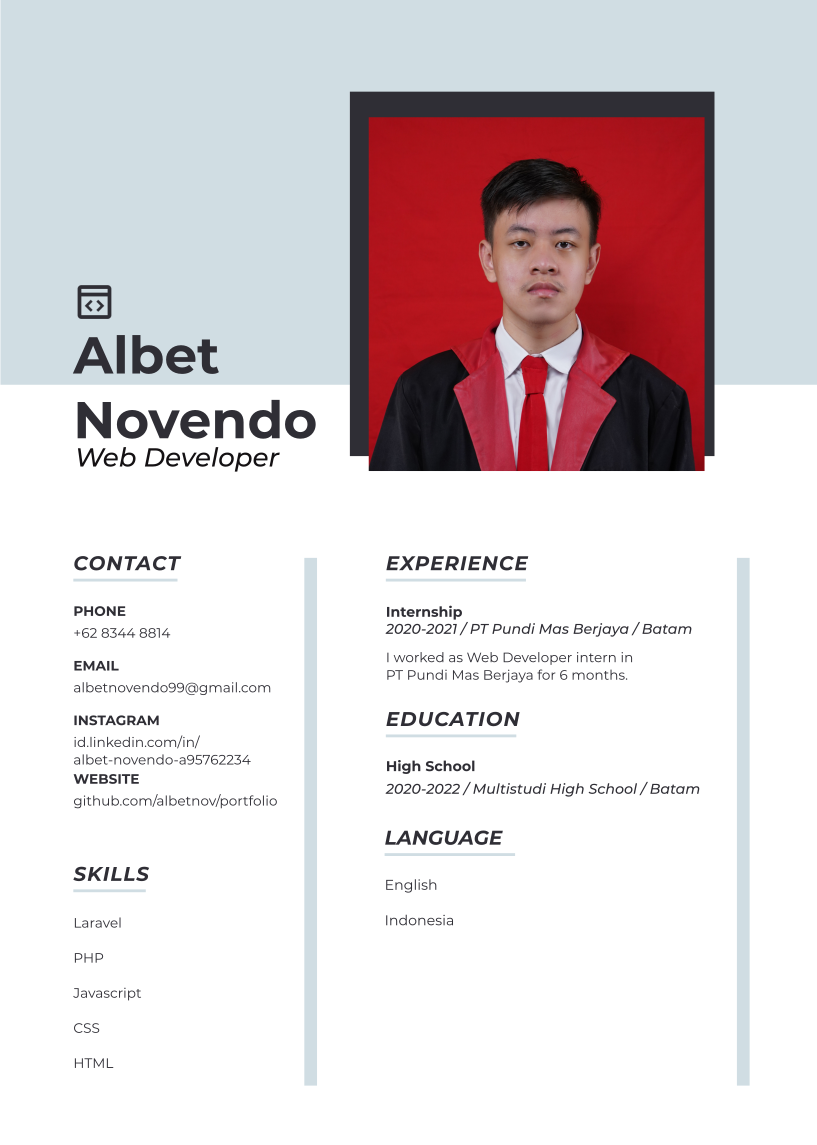 Albet
Novendo
Web Developer
CONTACT
PHONE
+62 8344 8814
EMAIL
albetnovendo99@gmail.com
INSTAGRAM
id.linkedin.com/in/
albet-novendo-a95762234
WEBSITE
github.com/albetnov/portfolio
SKILLS
Laravel
PHP
Javascript
CSS
HTML
EXPERIENCE
Internship
2020-2021 / PT Pundi Mas Berjaya / Batam
I worked as Web Developer intern in
PT Pundi Mas Berjaya for 6 months.
EDUCATION
High School
2020-2022 / Multistudi High School / Batam
LANGUAGE
English
Indonesia